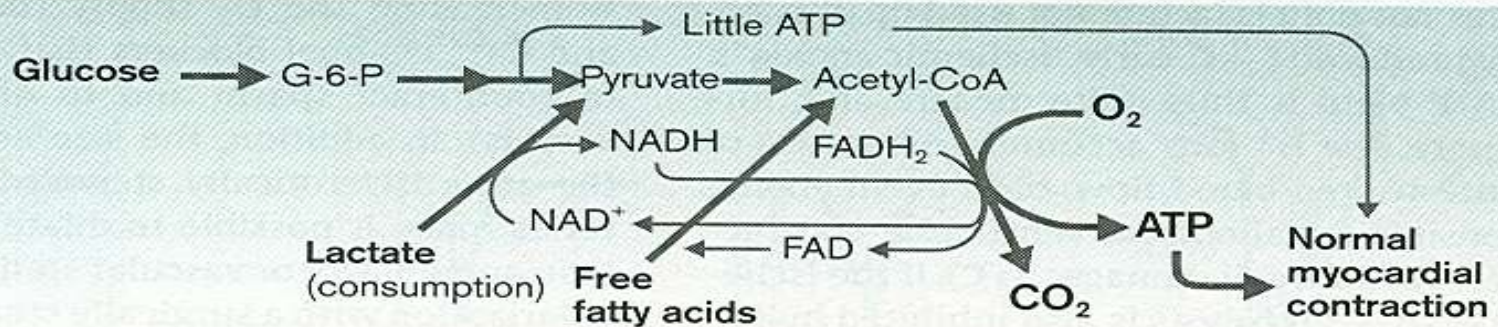 Little ATP
Glucose G-6-P Pyruvate Acetyl-CoA
O₂
NADH FADH₂
NAD⁺ ATP
FAD
Lactate
(consumption)
Free
fatty acids
CO₂
Normal
myocardial
contraction